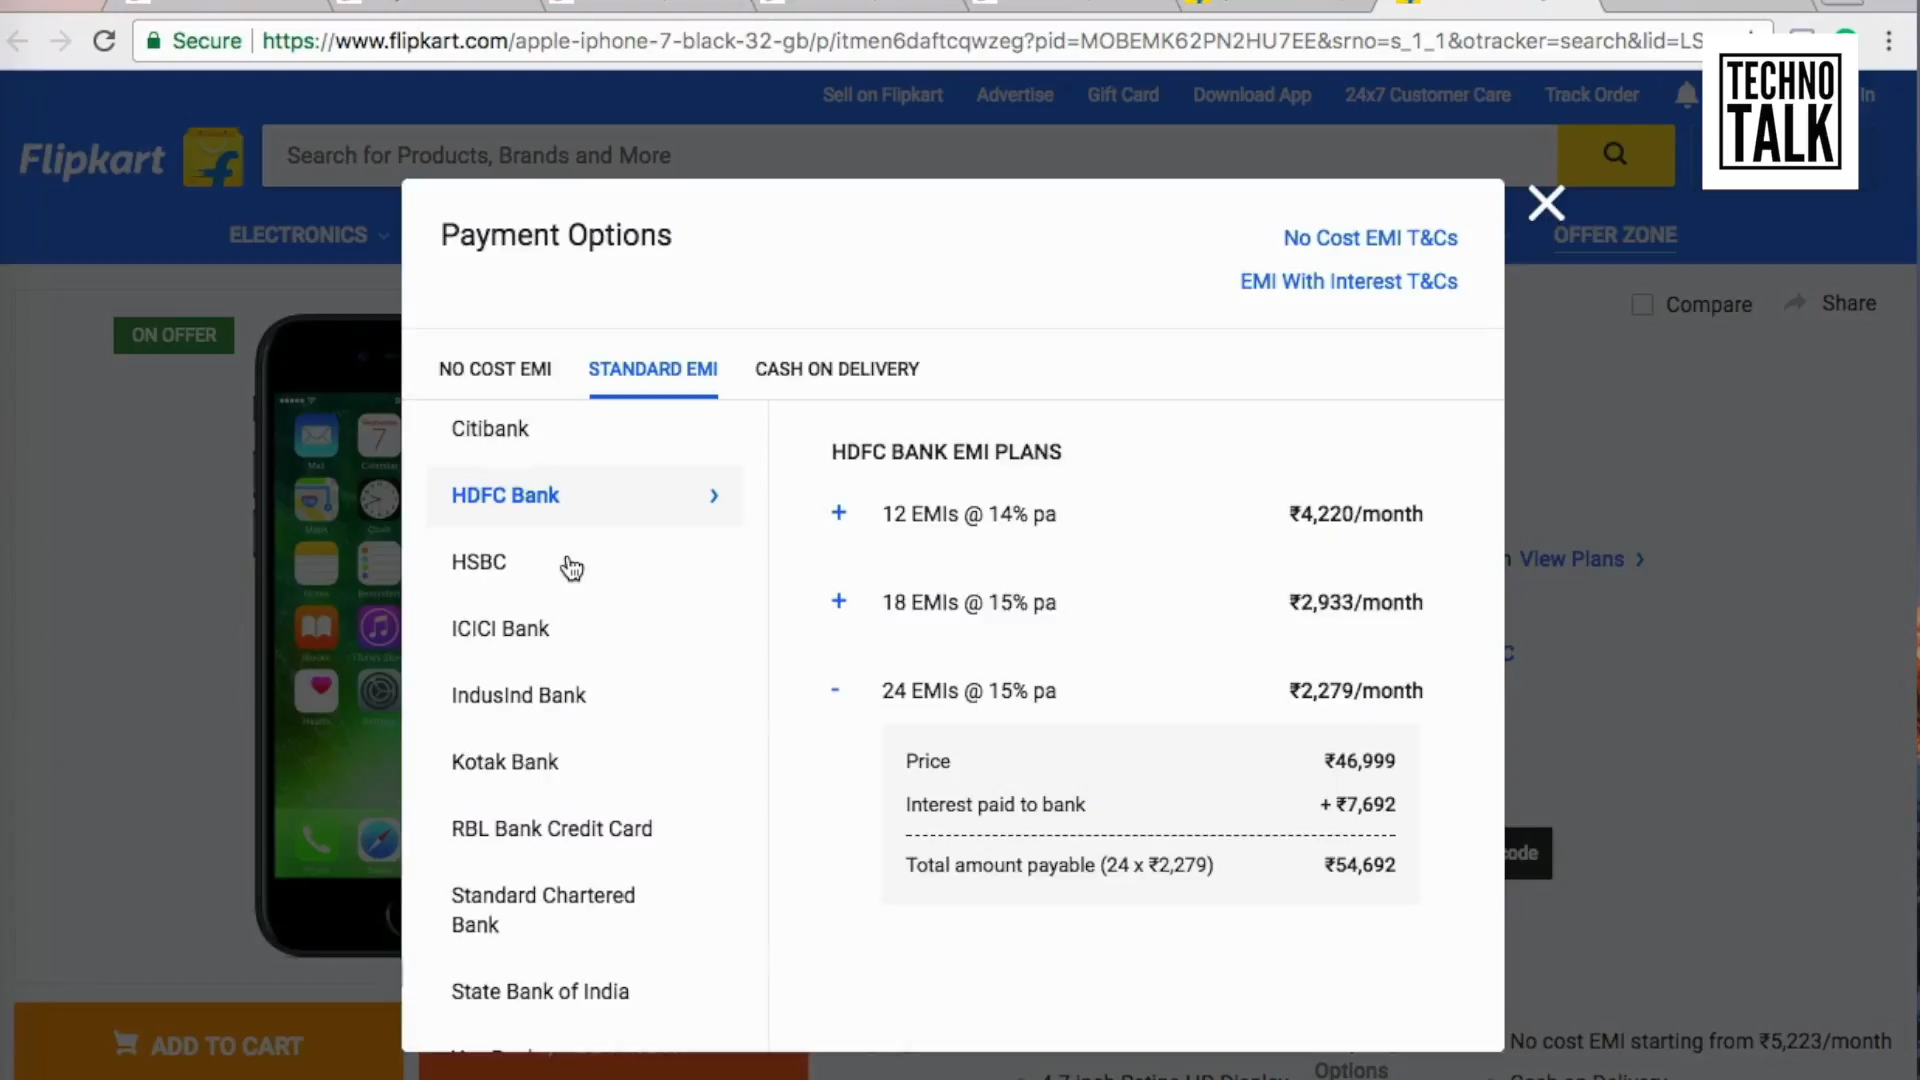 Secure
https://www.flipkart.com/apple-iphone-7-black-32-gb/p/itmen6daftcqwzeg?pid=MOBEMK62PN2HU7EE&srno=s_1_1&otracker=search&lid=LS
TECHNO
TALK
Sell on Flipkart Advertise Gift Card Download App 24x7 Customer Care Track Order In
Flipkart
Search for Products, Brands and More
ELECTRONICS
OFFER ZONE
Payment Options
No Cost EMI T&Cs
EMI With Interest T&Cs
Compare Share
ON OFFER
NO COST EMI STANDARD EMI CASH ON DELIVERY
Citibank
HDFC Bank
HSBC
ICICI Bank
IndusInd Bank
Kotak Bank
RBL Bank Credit Card
Standard Chartered
Bank
State Bank of India
HDFC BANK EMI PLANS
+ 12 EMIs @ 14% pa ₹4,220/month
+ 18 EMIs @ 15% pa ₹2,933/month
- 24 EMIs @ 15% pa ₹2,279/month
Price ₹46,999
Interest paid to bank + ₹7,692
Total amount payable (24 x ₹2,279) ₹54,692
View Plans
code
ADD TO CART
No cost EMI starting from ₹5,223/month
Options